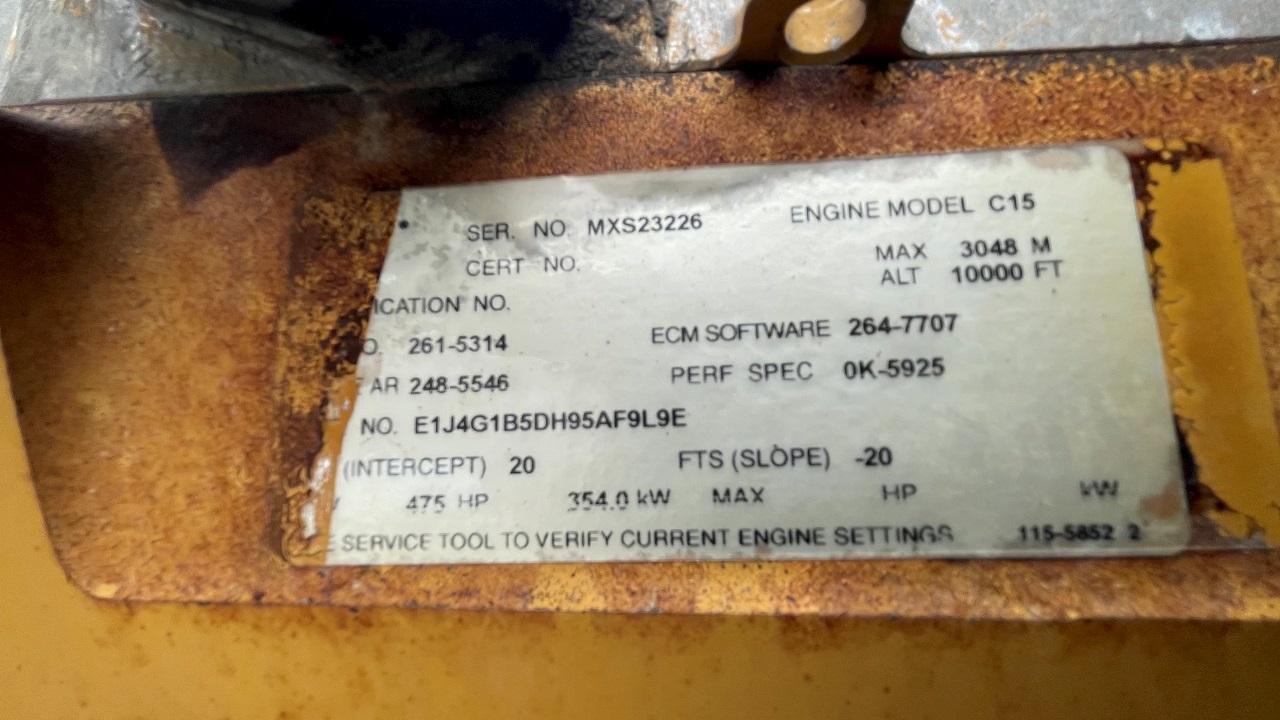 SER. NO. MXS23226 ENGINE MODEL C15
CERT NO. MAX 3048 M
ALT 10000 FT
ICATION NO.
O. 261-5314 ECM SOFTWARE 264-7707
AR 248-5546 PERF SPEC 0K-5925
NO. E1J4G1B5DH95AF9L9E
(INTERCEPT) 20 FTS (SLOPE) -20
475 HP 354.0 kW MAX HP kW
E SERVICE TOOL TO VERIFY CURRENT ENGINE SETTINGS 115-5852 2